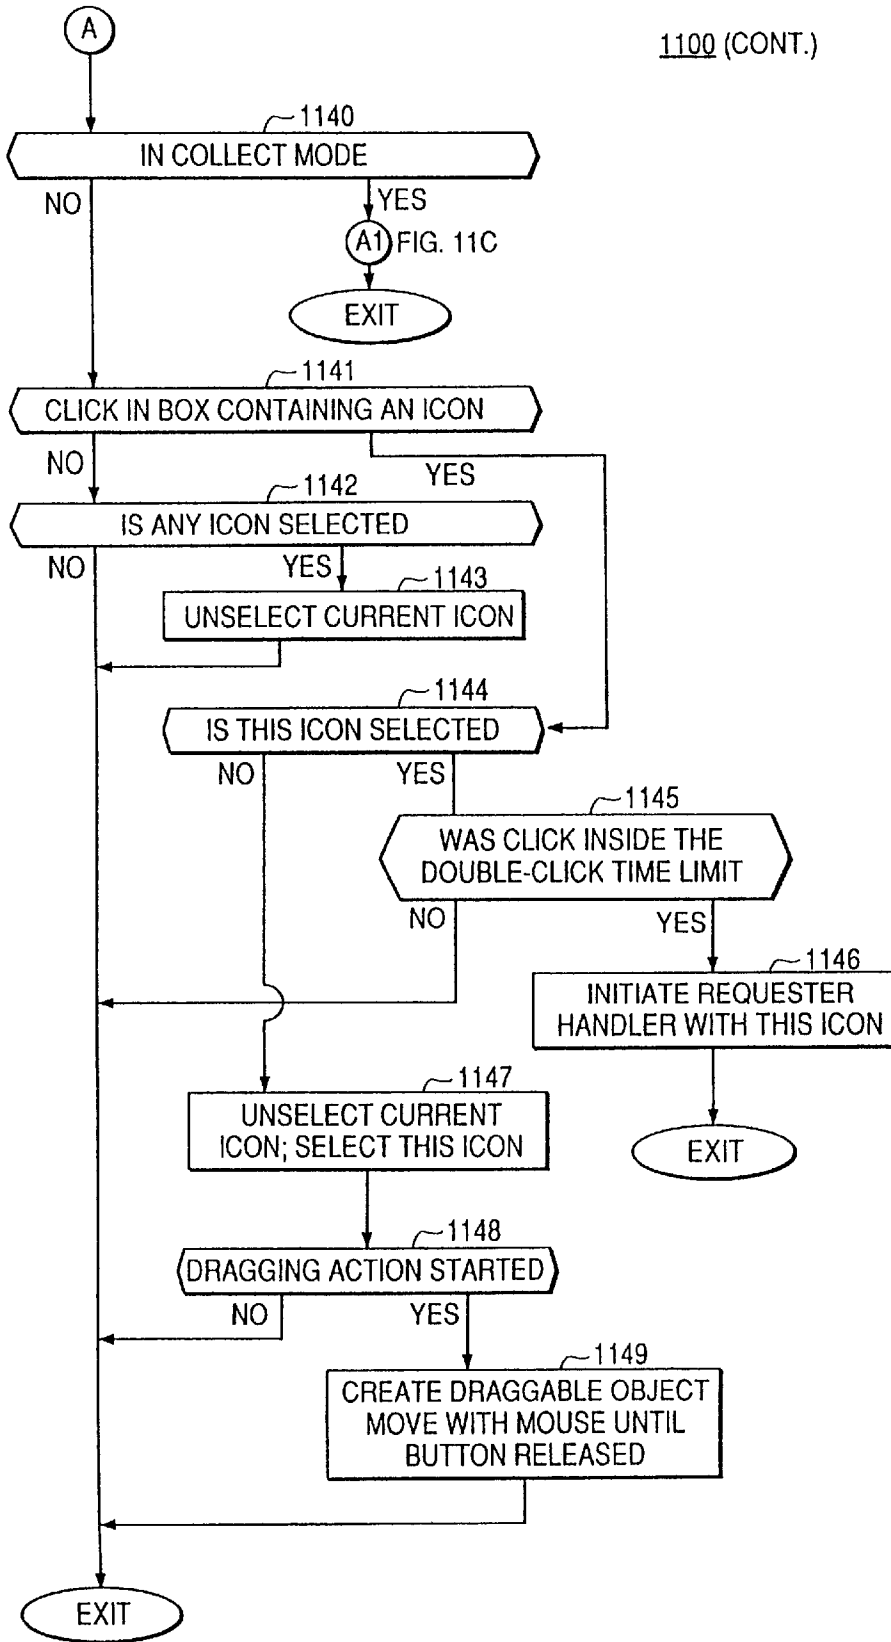 A
1100 (CONT.)
1140
IN COLLECT MODE
NO
YES
A1 FIG. 11C
EXIT
1141
CLICK IN BOX CONTAINING AN ICON
NO
YES
1142
IS ANY ICON SELECTED
NO
YES
1143
UNSELECT CURRENT ICON
1144
IS THIS ICON SELECTED
NO
YES
1145
WAS CLICK INSIDE THE
DOUBLE-CLICK TIME LIMIT
NO
YES
1146
INITIATE REQUESTER
HANDLER WITH THIS ICON
EXIT
1147
UNSELECT CURRENT
ICON; SELECT THIS ICON
1148
DRAGGING ACTION STARTED
NO
YES
1149
CREATE DRAGGABLE OBJECT
MOVE WITH MOUSE UNTIL
BUTTON RELEASED
EXIT